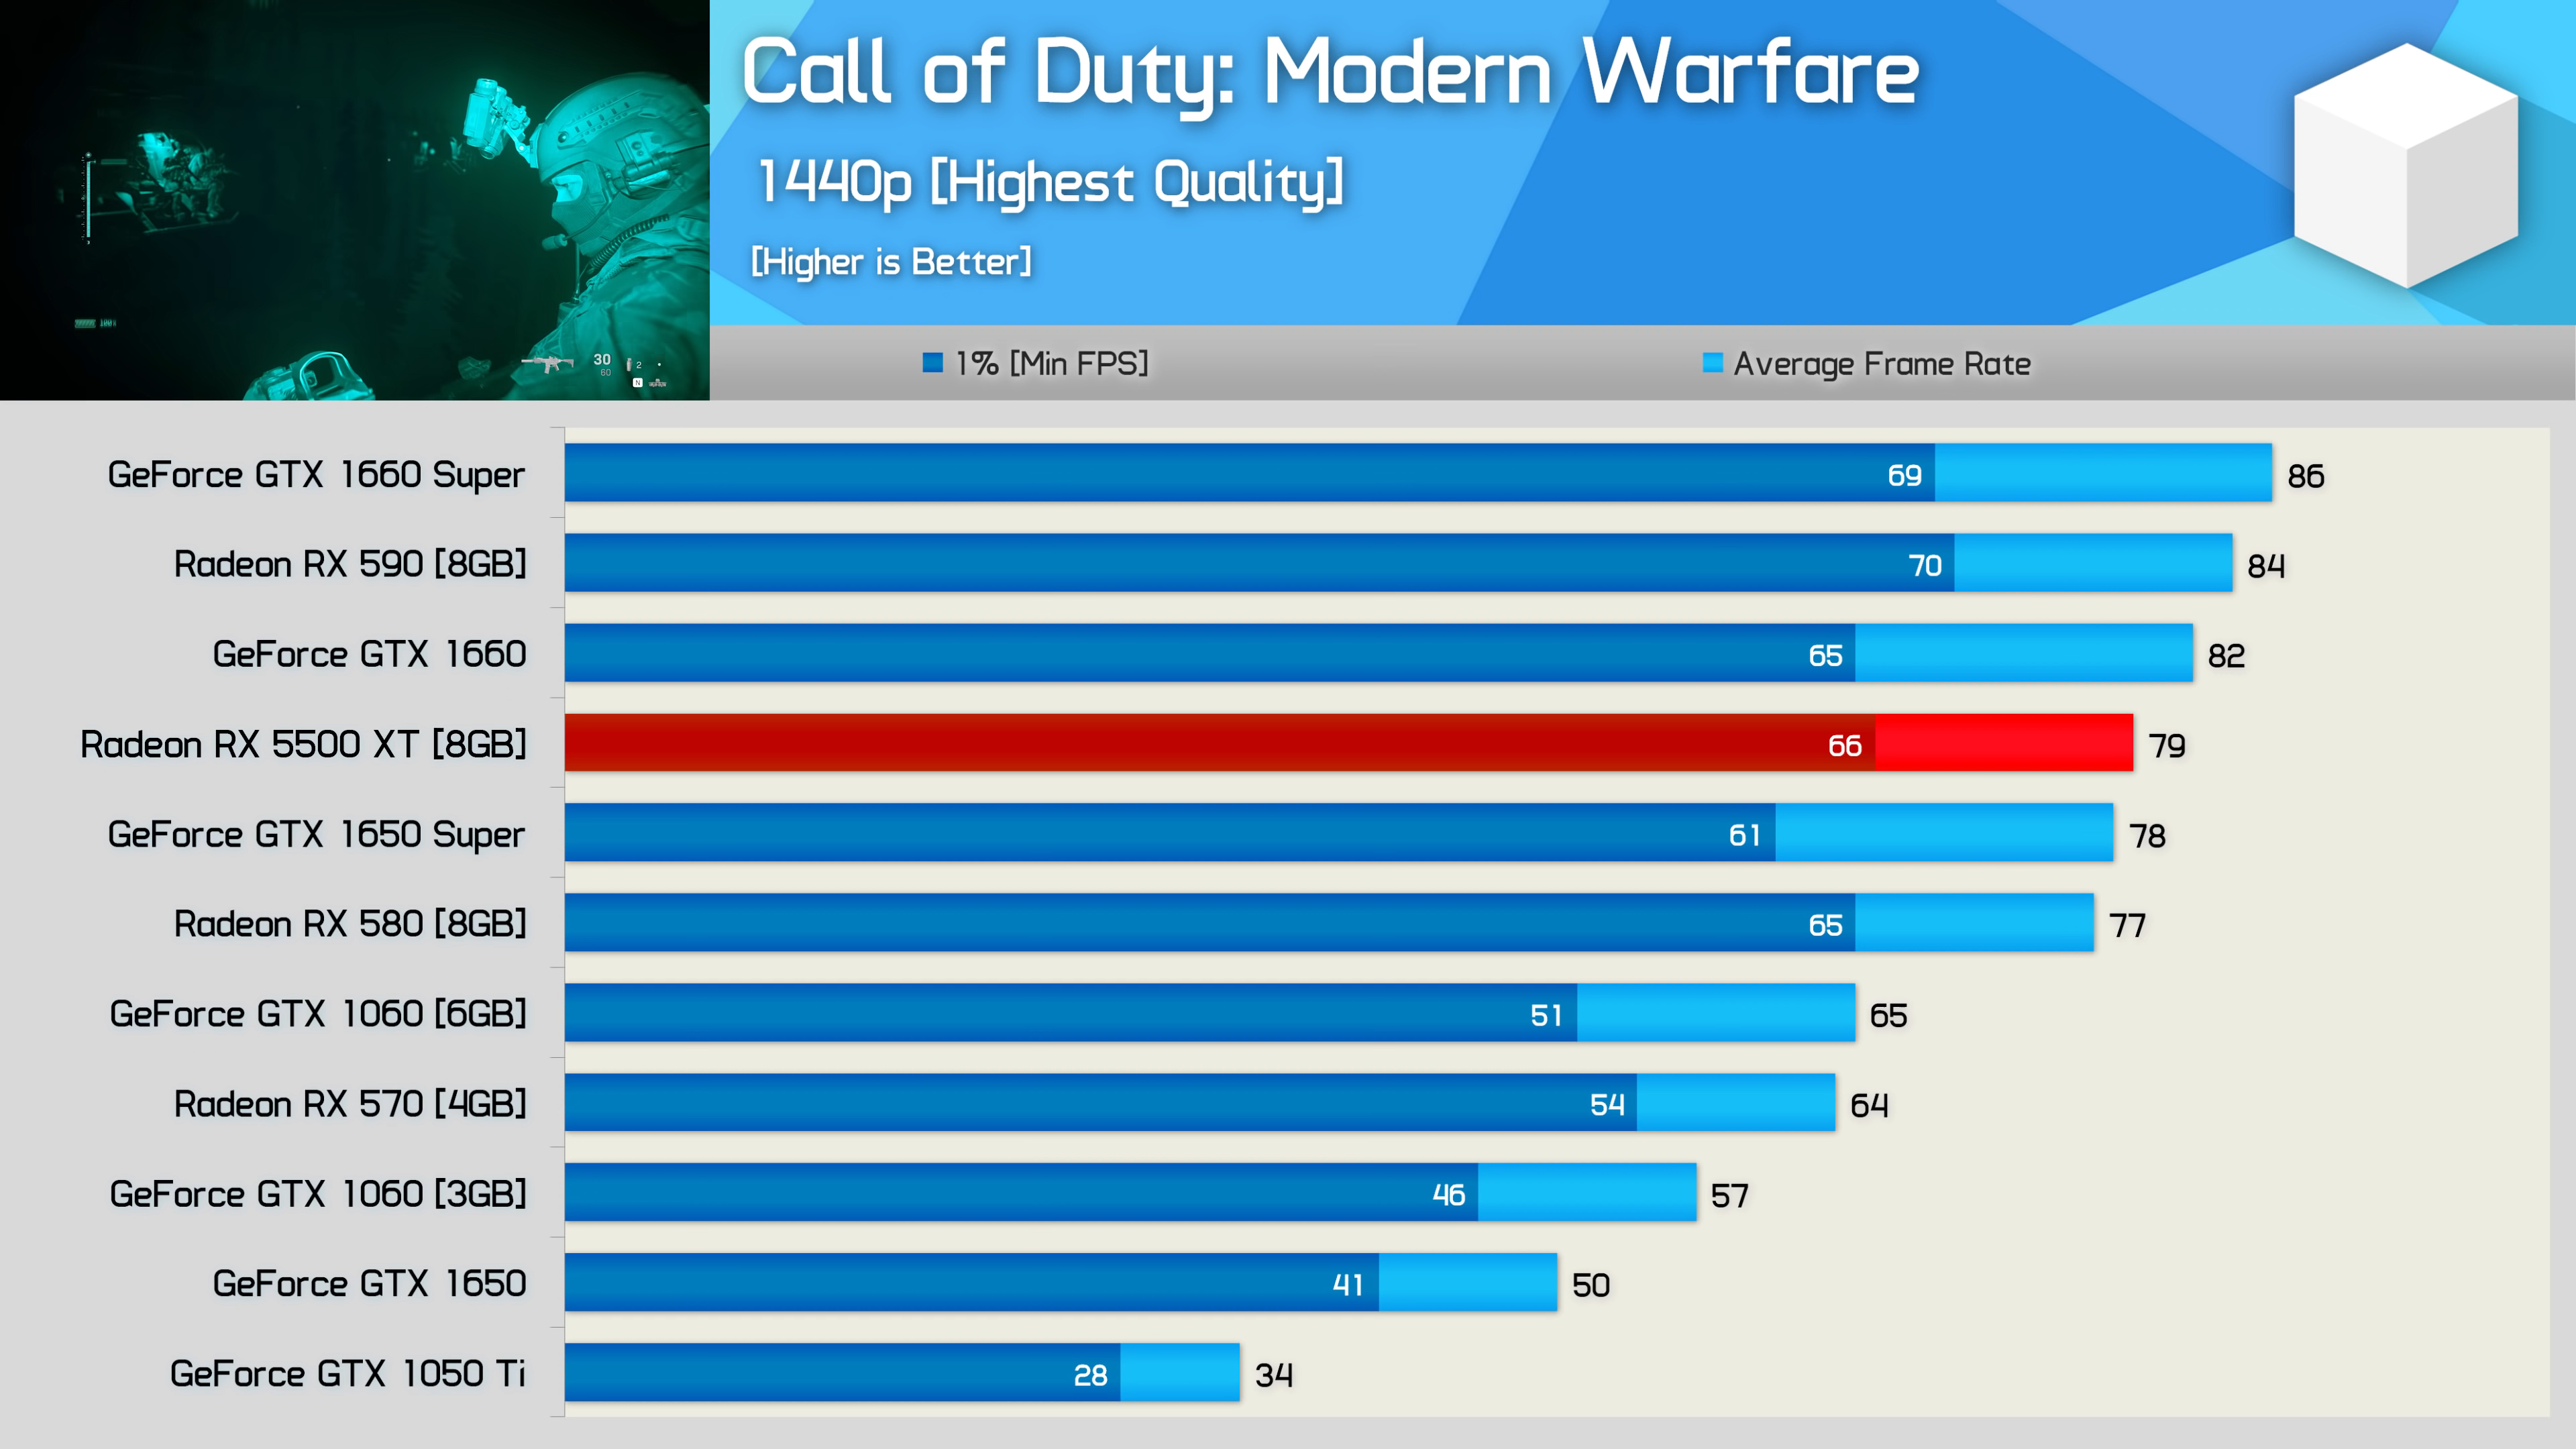 Call of Duty: Modern Warfare
1440p [Highest Quality]
[Higher is Better]
30
60
2
N
1% [Min FPS]
Average Frame Rate
GeForce GTX 1660 Super 69 86
Radeon RX 590 [8GB] 70 84
GeForce GTX 1660 65 82
Radeon RX 5500 XT [8GB] 66 79
GeForce GTX 1650 Super 61 78
Radeon RX 580 [8GB] 65 77
GeForce GTX 1060 [6GB] 51 65
Radeon RX 570 [4GB] 54 64
GeForce GTX 1060 [3GB] 46 57
GeForce GTX 1650 41 50
GeForce GTX 1050 Ti 28 34